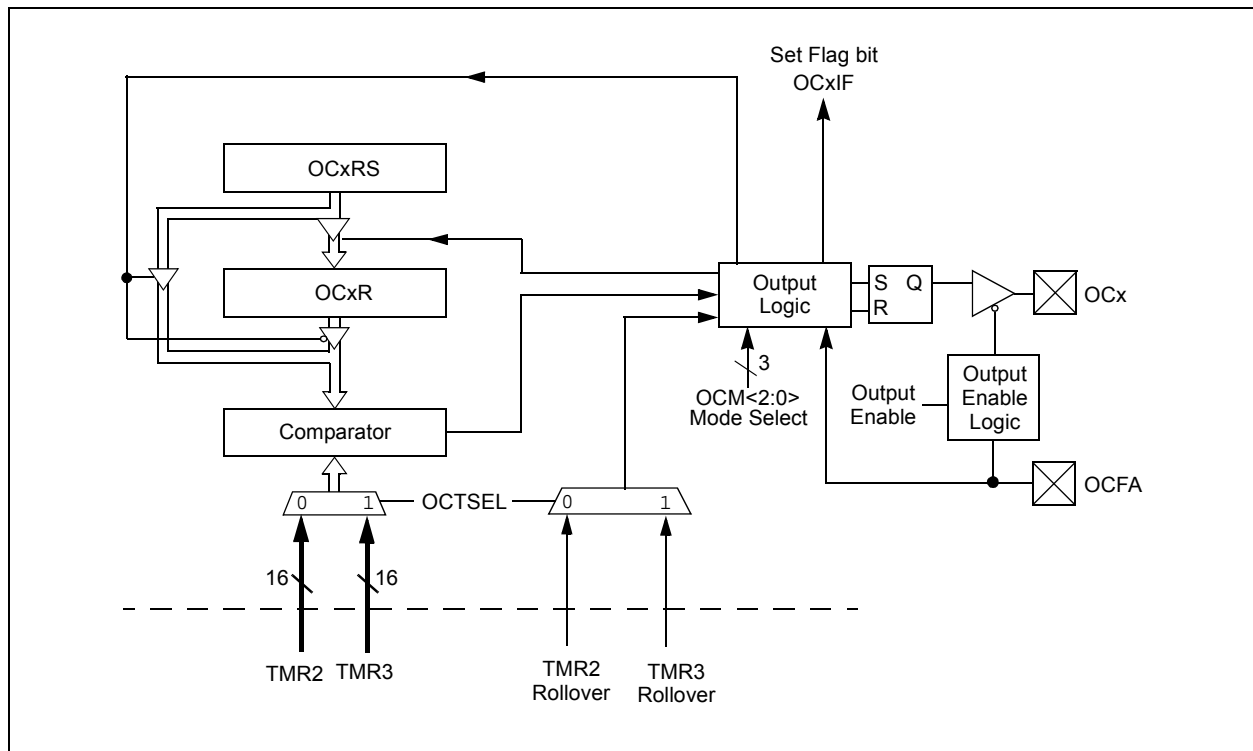 Set Flag bit
OCxIF
OCxRS
OCxR
Output
Logic
S Q
R
OCx
3
OCM<2:0>
Mode Select
Output
Enable
Output
Enable
Logic
Comparator
OCFA
0 1
OCTSEL
0 1
16
16
TMR2
TMR3
TMR2
Rollover
TMR3
Rollover